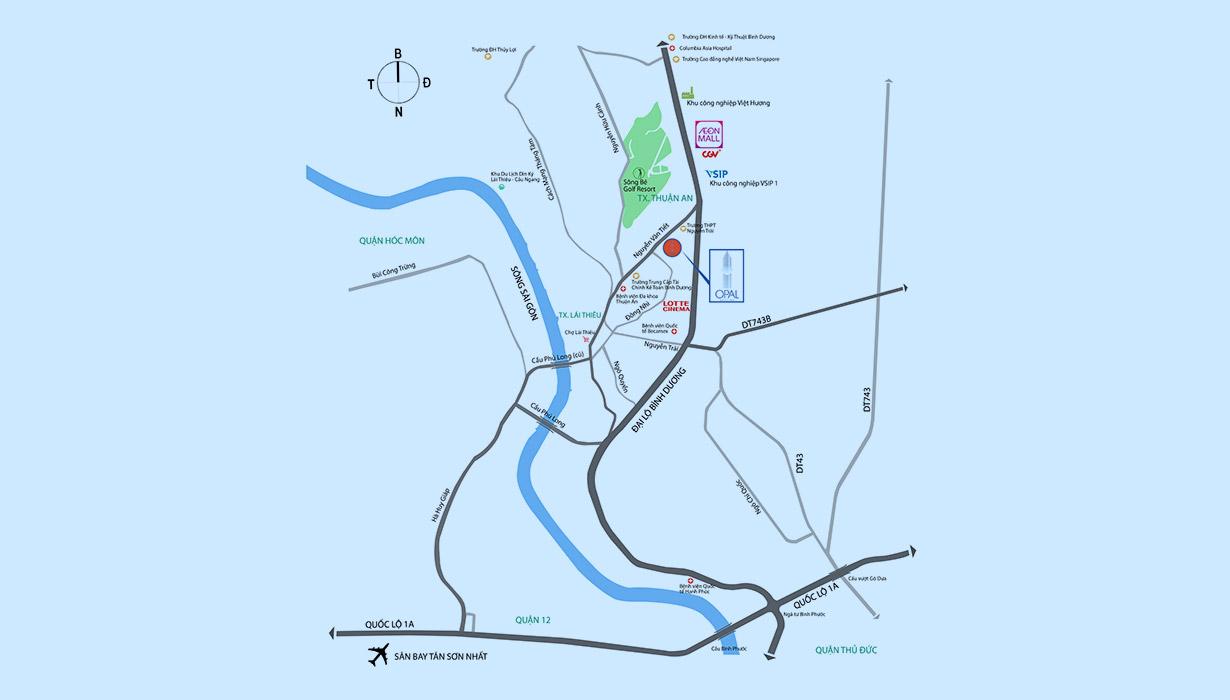 Trường ĐH Kinh tế - Kỹ Thuật Bình Dương
Columbia Asia Hospital
Trường Cao đẳng nghề Việt Nam Singapore
Trường ĐH Thủy Lợi
B
T
Đ
N
Khu công nghiệp Việt Hương
Nguyễn Hữu Cảnh
ÆON
MALL
CGV
Cách Mạng Tháng Tám
VSIP
Khu công nghiệp VSIP 1
Khu Du Lịch Dìn Ký
Lái Thiêu - Cầu Ngang
Sông Bé
Golf Resort
TX. THUẬN AN
Trường THPT
Nguyễn Trãi
QUẬN HÓC MÔN
Nguyễn Văn Tiết
Bùi Công Trừng
SÔNG SÀI GÒN
Trường Trung Cấp Tài
Chính Kế Toán Bình Dương
Bệnh viện Đa khoa
Thuận An
OPAL
LOTTE
CINEMA
Đông Nhì
TX. LÁI THIÊU
DT743B
Chợ Lái Thiêu
Bệnh viện Quốc
tế Becamex
Nguyễn Trãi
Cầu Phú Long (cũ)
Ngô Quyền
ĐẠI LỘ BÌNH DƯƠNG
DT743
Cầu Phú Long
DT43
Ngô Chí Quốc
Hà Huy Giáp
Bệnh viện Quốc
tế Hạnh Phúc
Cầu vượt Gò Dưa
QUỐC LỘ 1A
Ngã tư Bình Phước
QUỐC LỘ 1A
QUẬN 12
Cầu Bình Phước
QUẬN THỦ ĐỨC
SÂN BAY TÂN SƠN NHẤT